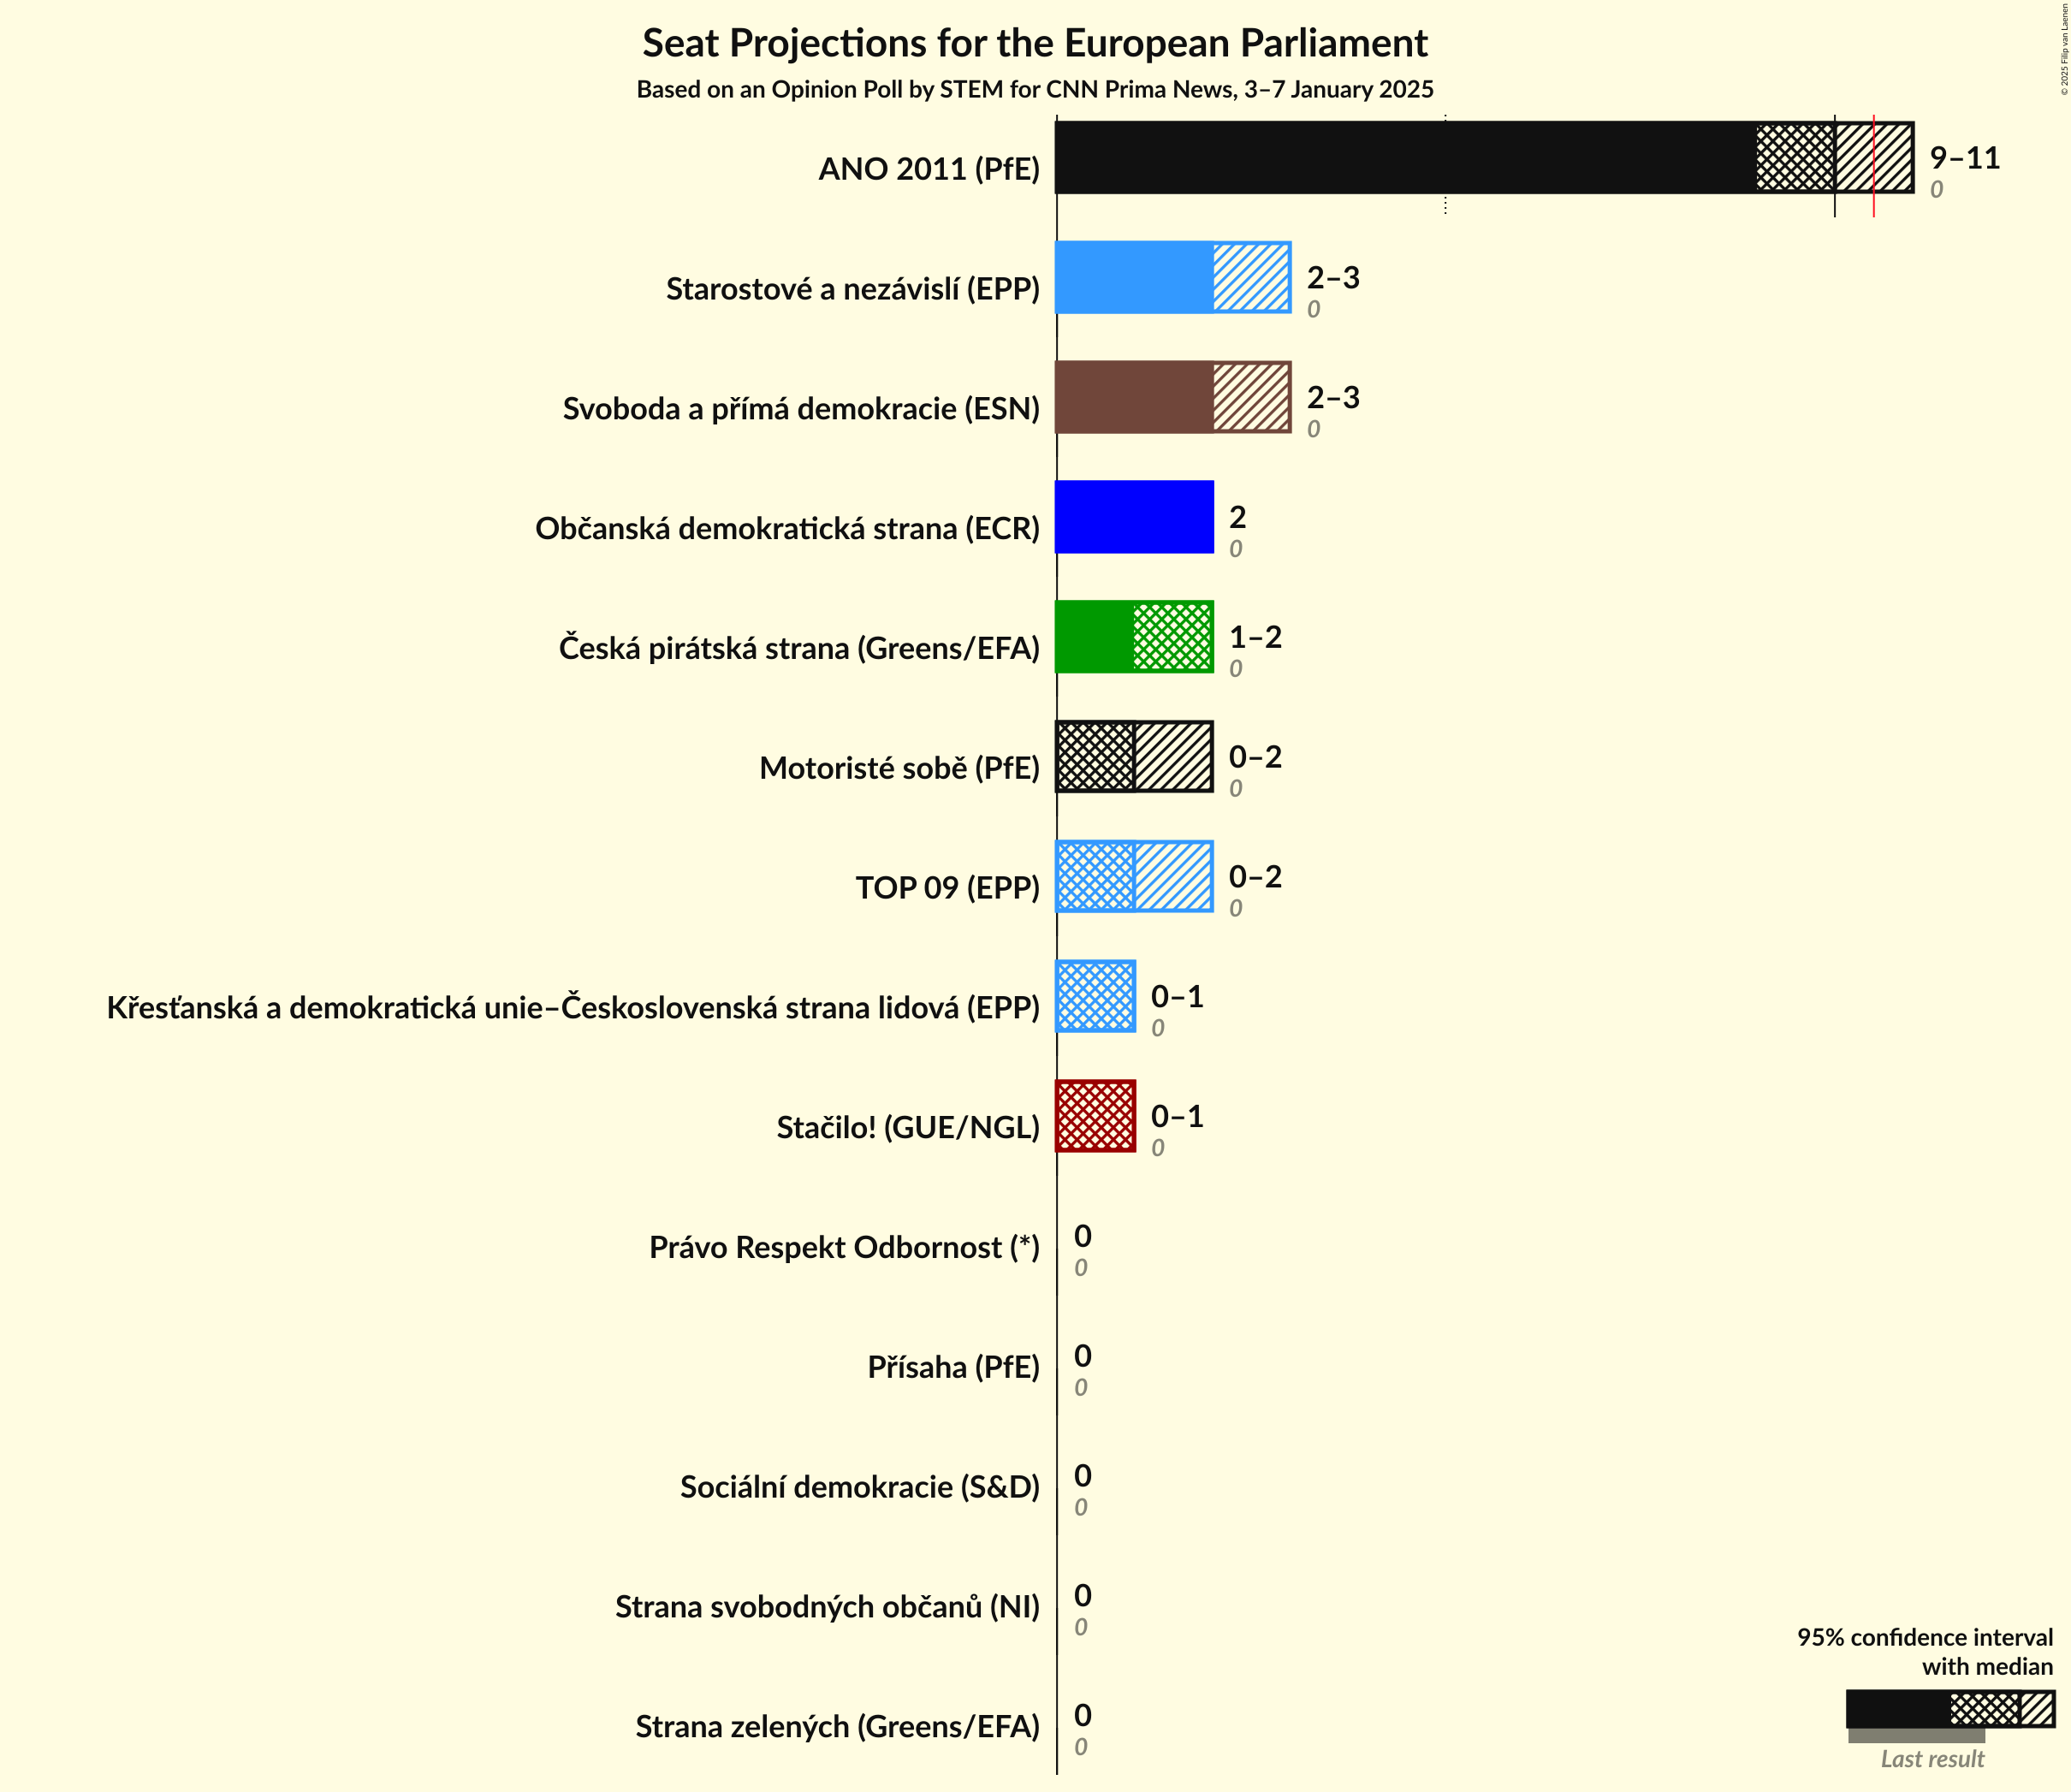 Seat Projections for the European Parliament
Based on an Opinion Poll by STEM for CNN Prima News, 3–7 January 2025
© 2025 Filip van Laenen
ANO 2011 (PfE)
9–11
0
Starostové a nezávislí (EPP)
2–3
0
Svoboda a přímá demokracie (ESN)
2–3
0
Občanská demokratická strana (ECR)
2
0
Česká pirátská strana (Greens/EFA)
1–2
0
Motoristé sobě (PfE)
0–2
0
TOP 09 (EPP)
0–2
0
Křesťanská a demokratická unie–Československá strana lidová (EPP)
0–1
0
Stačilo! (GUE/NGL)
0–1
0
Právo Respekt Odbornost (*)
0
0
Přísaha (PfE)
0
0
Sociální demokracie (S&D)
0
0
Strana svobodných občanů (NI)
0
0
Strana zelených (Greens/EFA)
0
0
95% confidence interval
with median
Last result